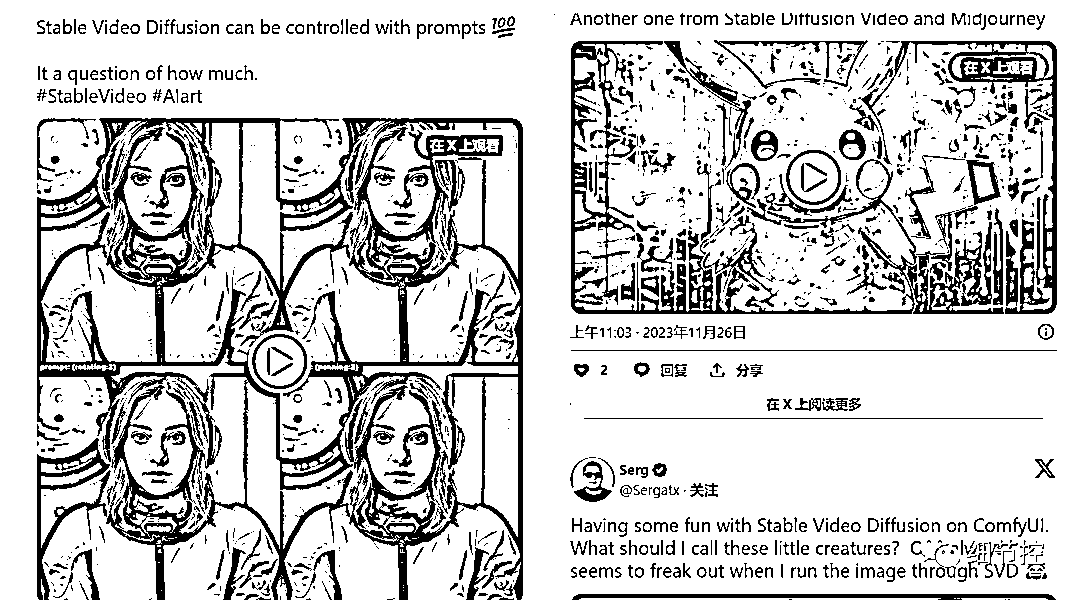 Stable Video Diffusion can be controlled with prompts 💯
It a question of how much.
#StableVideo #AIart
在 X 上观看
prompt: (rotating:2)
(panning:2)
Another one from Stable Diffusion Video and Midjourney
在 X 上观看
上午11:03 · 2023年11月26日
2 回复 分享
在 X 上阅读更多
Serg
@Sergatx · 关注
Having some fun with Stable Video Diffusion on ComfyUI.
What should I call these little creatures?
seems to freak out when I run the image through SVD
细节控